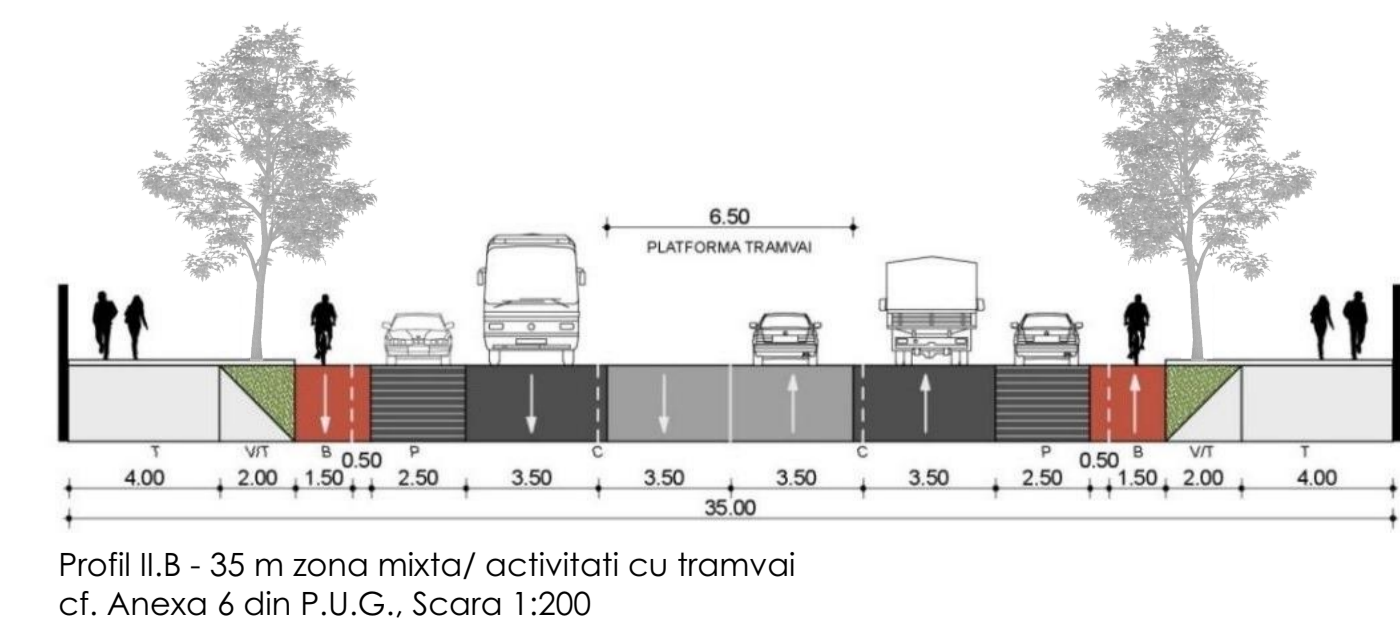 6.50
PLATFORMA TRAMVAI
T V/T B P C C P B V/T T
0.50 0.50
4.00 2.00 1.50 2.50 3.50 3.50 3.50 3.50 2.50 1.50 2.00 4.00
35.00
Profil II.B - 35 m zona mixta/ activitati cu tramvai
cf. Anexa 6 din P.U.G., Scara 1:200